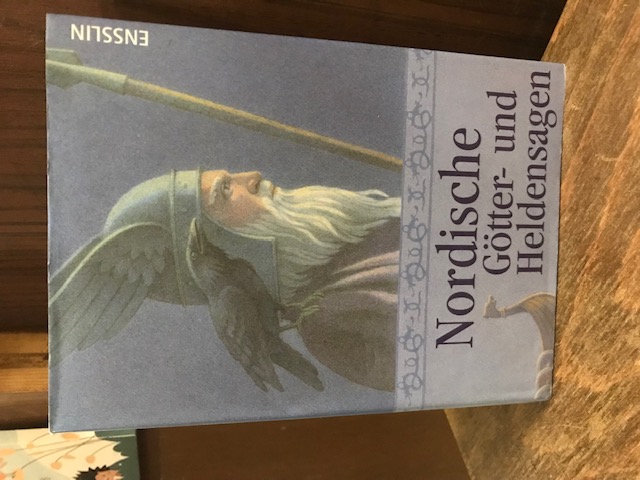 Nordische
Götter- und
Heldensagen
ENSSLIN